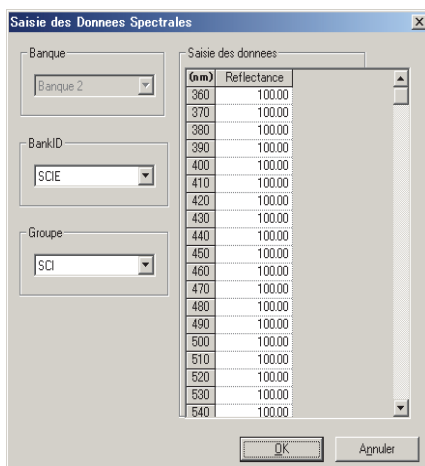 Saisie des Donnees Spectrales
Banque
Banque 2
BankID
SCIE
Groupe
SCI
Saisie des donnees
(nm) Reflectance
360 100.00
370 100.00
380 100.00
390 100.00
400 100.00
410 100.00
420 100.00
430 100.00
440 100.00
450 100.00
460 100.00
470 100.00
480 100.00
490 100.00
500 100.00
510 100.00
520 100.00
530 100.00
540 100.00
OK Annuler